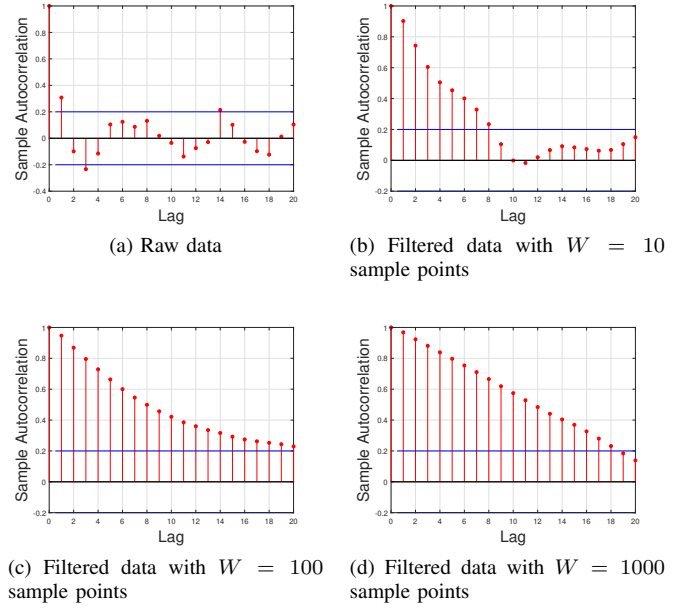 1
0.8
0.6
0.4
0.2
0
-0.2
-0.4
Sample Autocorrelation
0 2 4 6 8 10 12 14 16 18 20
Lag
(a) Raw data
1
0.8
0.6
0.4
0.2
0
-0.2
Sample Autocorrelation
0 2 4 6 8 10 12 14 16 18 20
Lag
(b) Filtered data with W = 10
sample points
1
0.8
0.6
0.4
0.2
0
-0.2
Sample Autocorrelation
0 2 4 6 8 10 12 14 16 18 20
Lag
(c) Filtered data with W = 100
sample points
1
0.8
0.6
0.4
0.2
0
-0.2
Sample Autocorrelation
0 2 4 6 8 10 12 14 16 18 20
Lag
(d) Filtered data with W = 1000
sample points